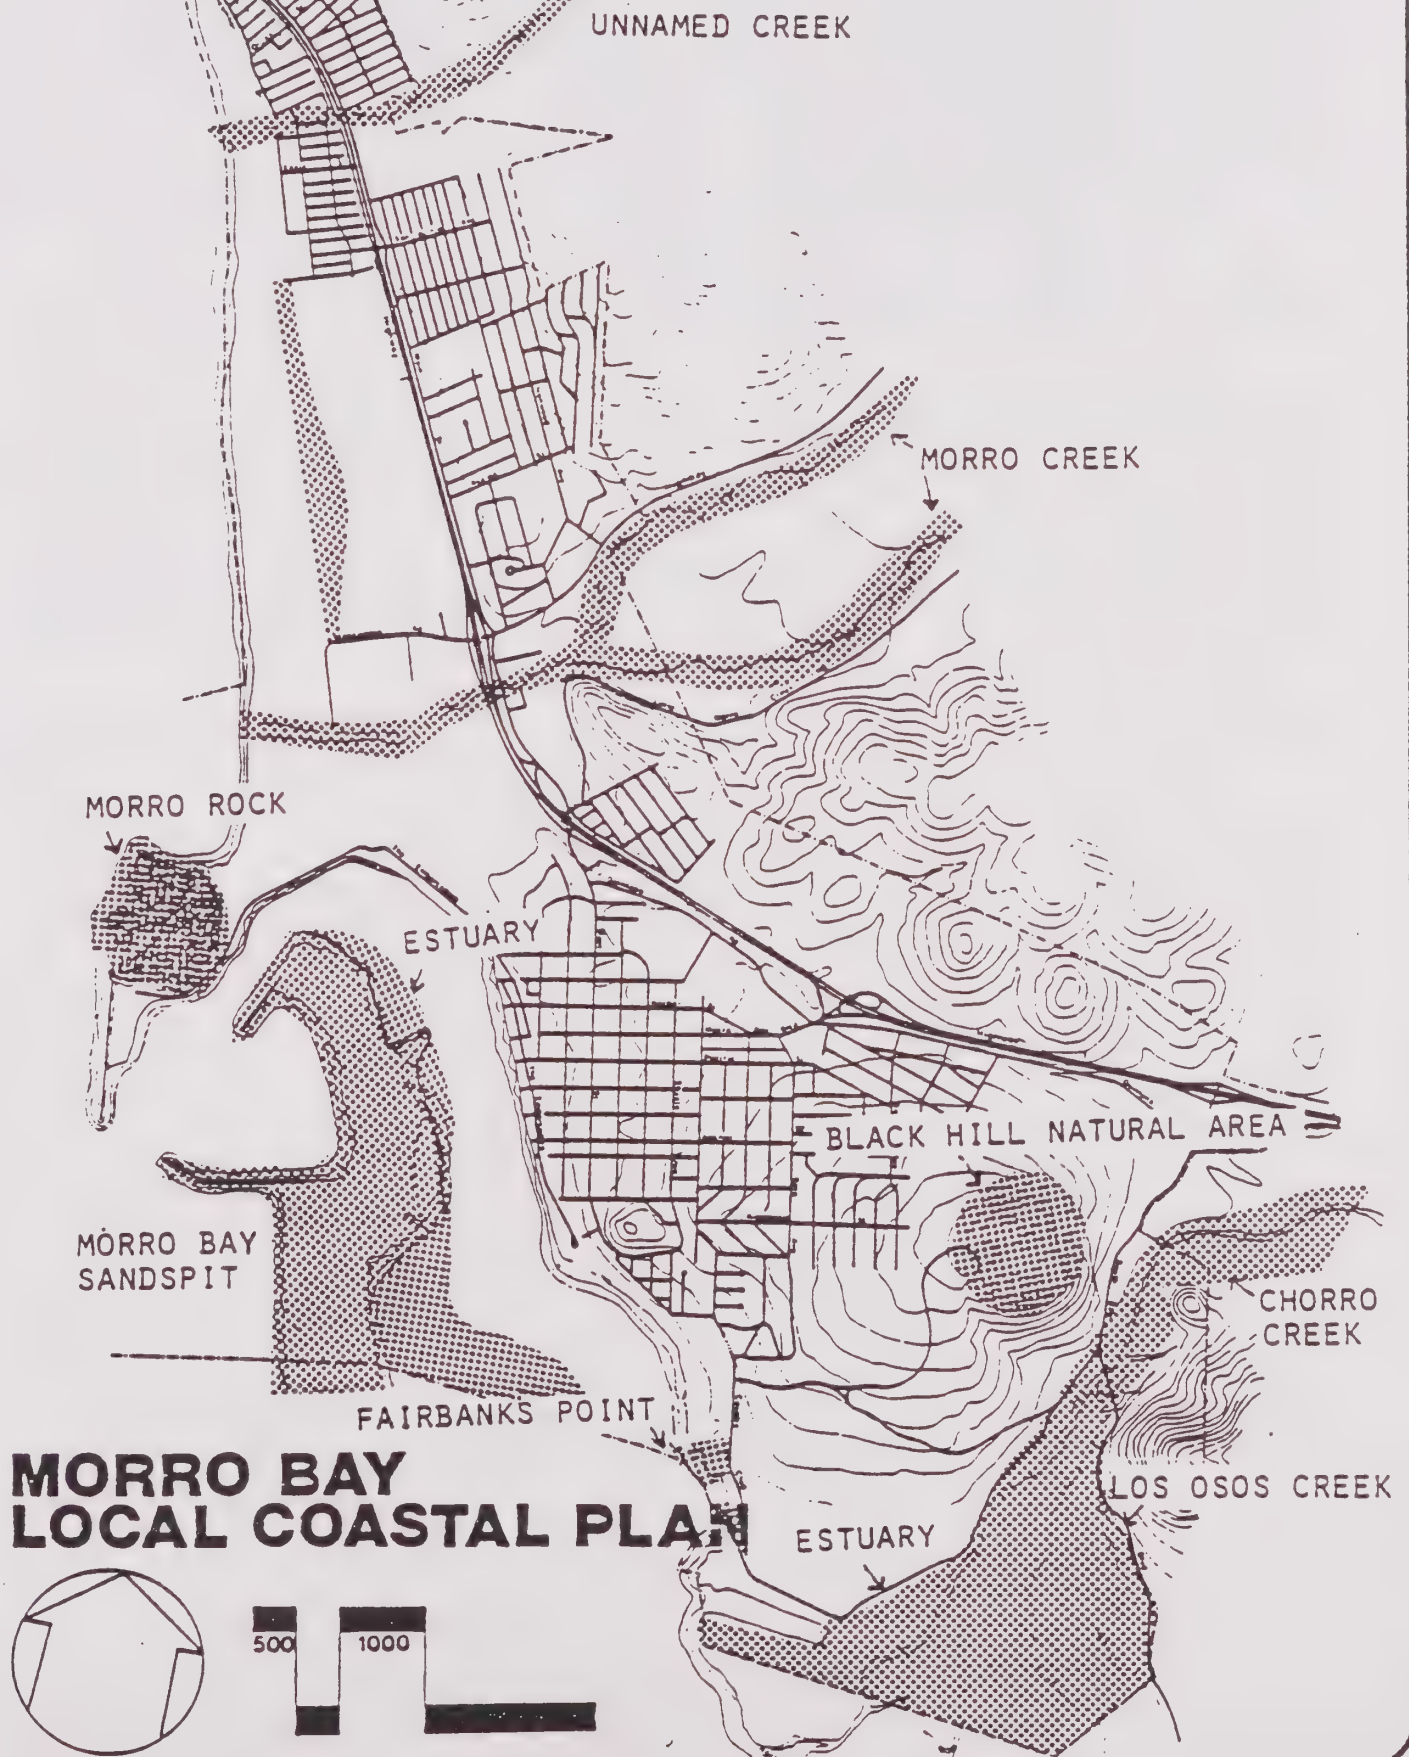 UNNAMED CREEK
MORRO CREEK
MORRO ROCK
ESTUARY
BLACK HILL NATURAL AREA
MORRO BAY
SANDSPIT
CHORRO
CREEK
FAIRBANKS POINT
MORRO BAY
LOCAL COASTAL PLAN
LOS OSOS CREEK
ESTUARY
500
1000